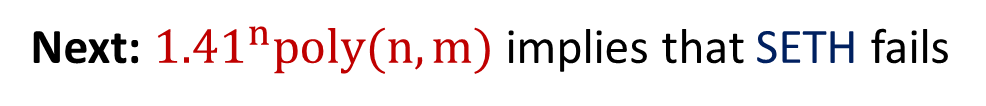 Next: 1.41ⁿpoly(n, m) implies that SETH fails